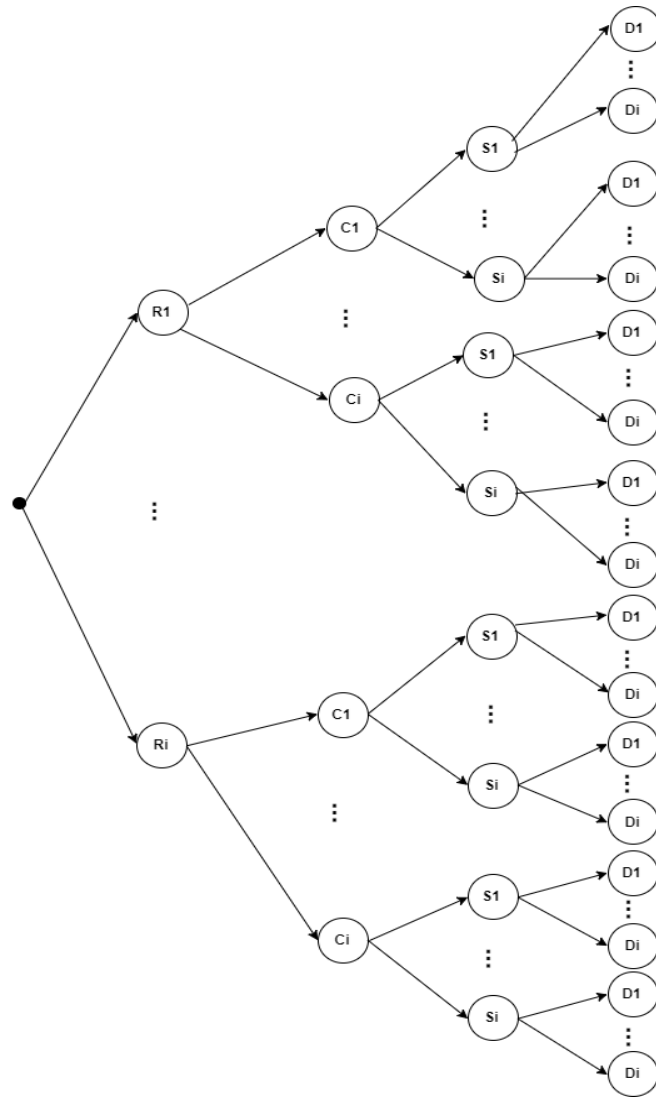 D1
⋮
Di
S1
D1
⋮
C1
⋮
Si
Di
R1
⋮
S1
D1
⋮
Ci
⋮
Di
Si
D1
⋮
⋮
Di
S1
D1
⋮
Di
C1
⋮
D1
Ri
⋮
Si
Di
⋮
S1
D1
⋮
Ci
Di
⋮
D1
Si
⋮
Di